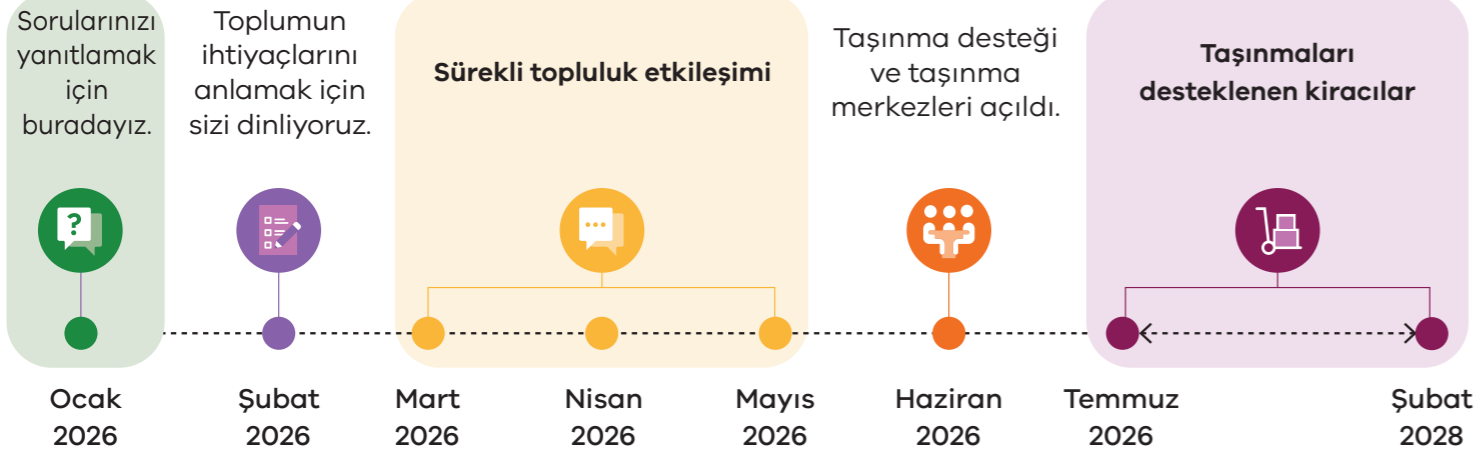 Sorularınızı
yanıtlamak
için
buradayız.
Toplumun
ihtiyaçlarını
anlamak için
sizi dinliyoruz.
Sürekli topluluk etkileşimi
Taşınma desteği
ve taşınma
merkezleri açıldı.
Taşınmaları
desteklenen kiracılar
?
Ocak
2026
Şubat
2026
Mart
2026
Nisan
2026
Mayıs
2026
Haziran
2026
Temmuz
2026
Şubat
2028